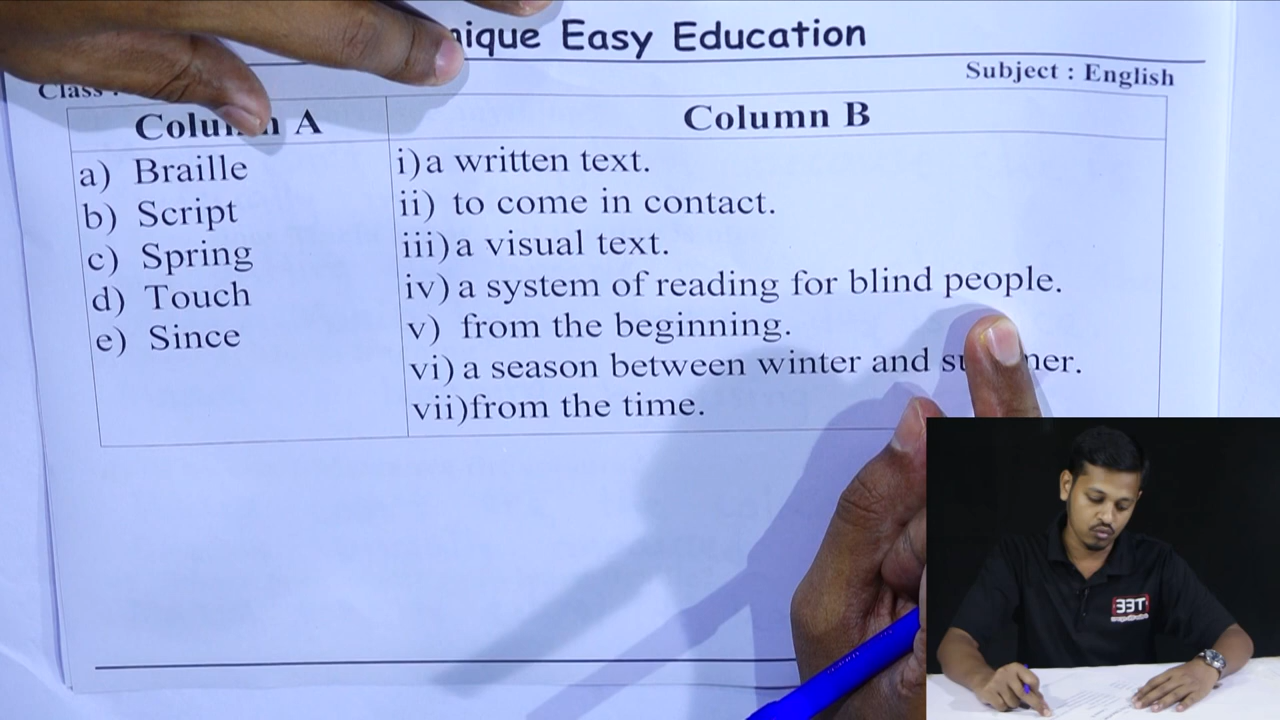 Easy Education
Subject : English
Class :
A
Column B
a) Braille
b) Script
c) Spring
d) Touch
e) Since
i) a written text.
ii) to come in contact.
iii) a visual text.
iv) a system of reading for blind people.
v) from the beginning.
vi) a season between winter and
vii) from the time.
33T